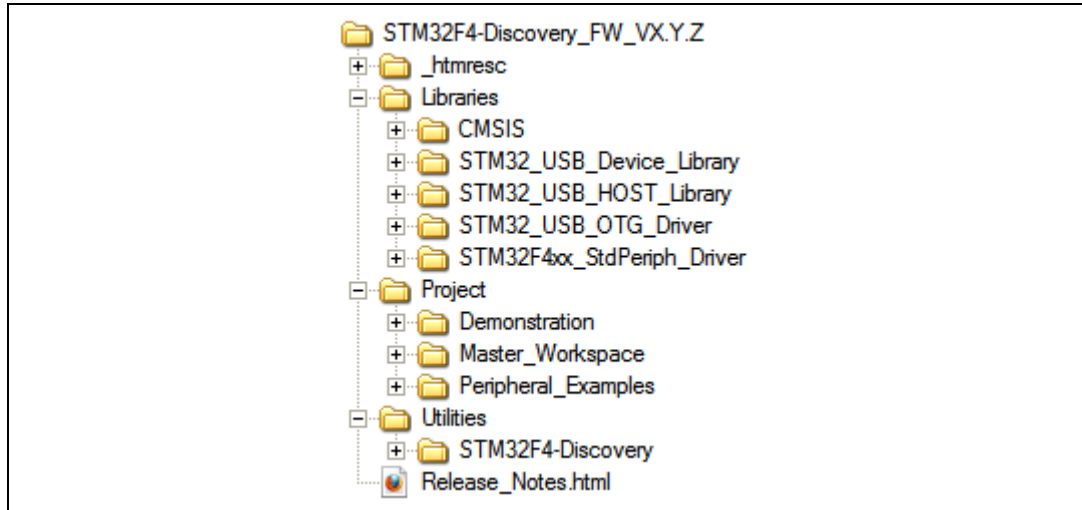 STM32F4-Discovery_FW_VX.Y.Z
_htmresc
Libraries
CMSIS
STM32_USB_Device_Library
STM32_USB_HOST_Library
STM32_USB_OTG_Driver
STM32F4xx_StdPeriph_Driver
Project
Demonstration
Master_Workspace
Peripheral_Examples
Utilities
STM32F4-Discovery
Release_Notes.html